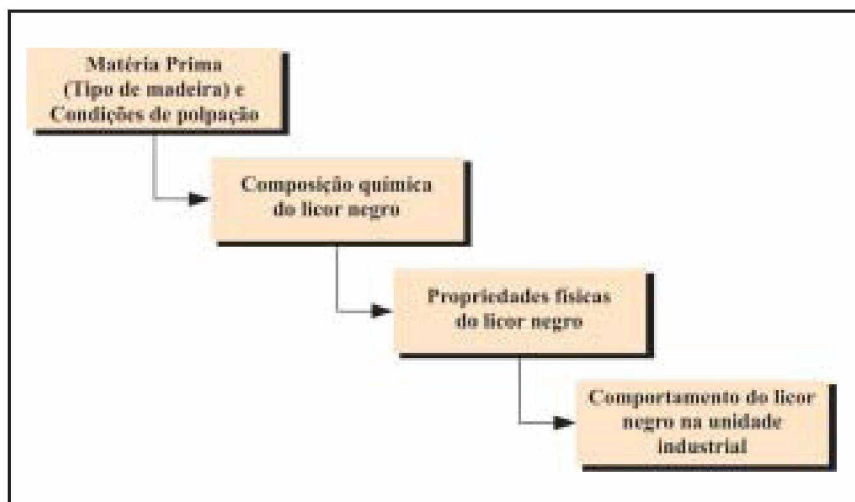 Matéria Prima
(Tipo de madeira) e
Condições de polpação
Composição química
do licor negro
Propriedades físicas
do licor negro
Comportamento do licor
negro na unidade
industrial